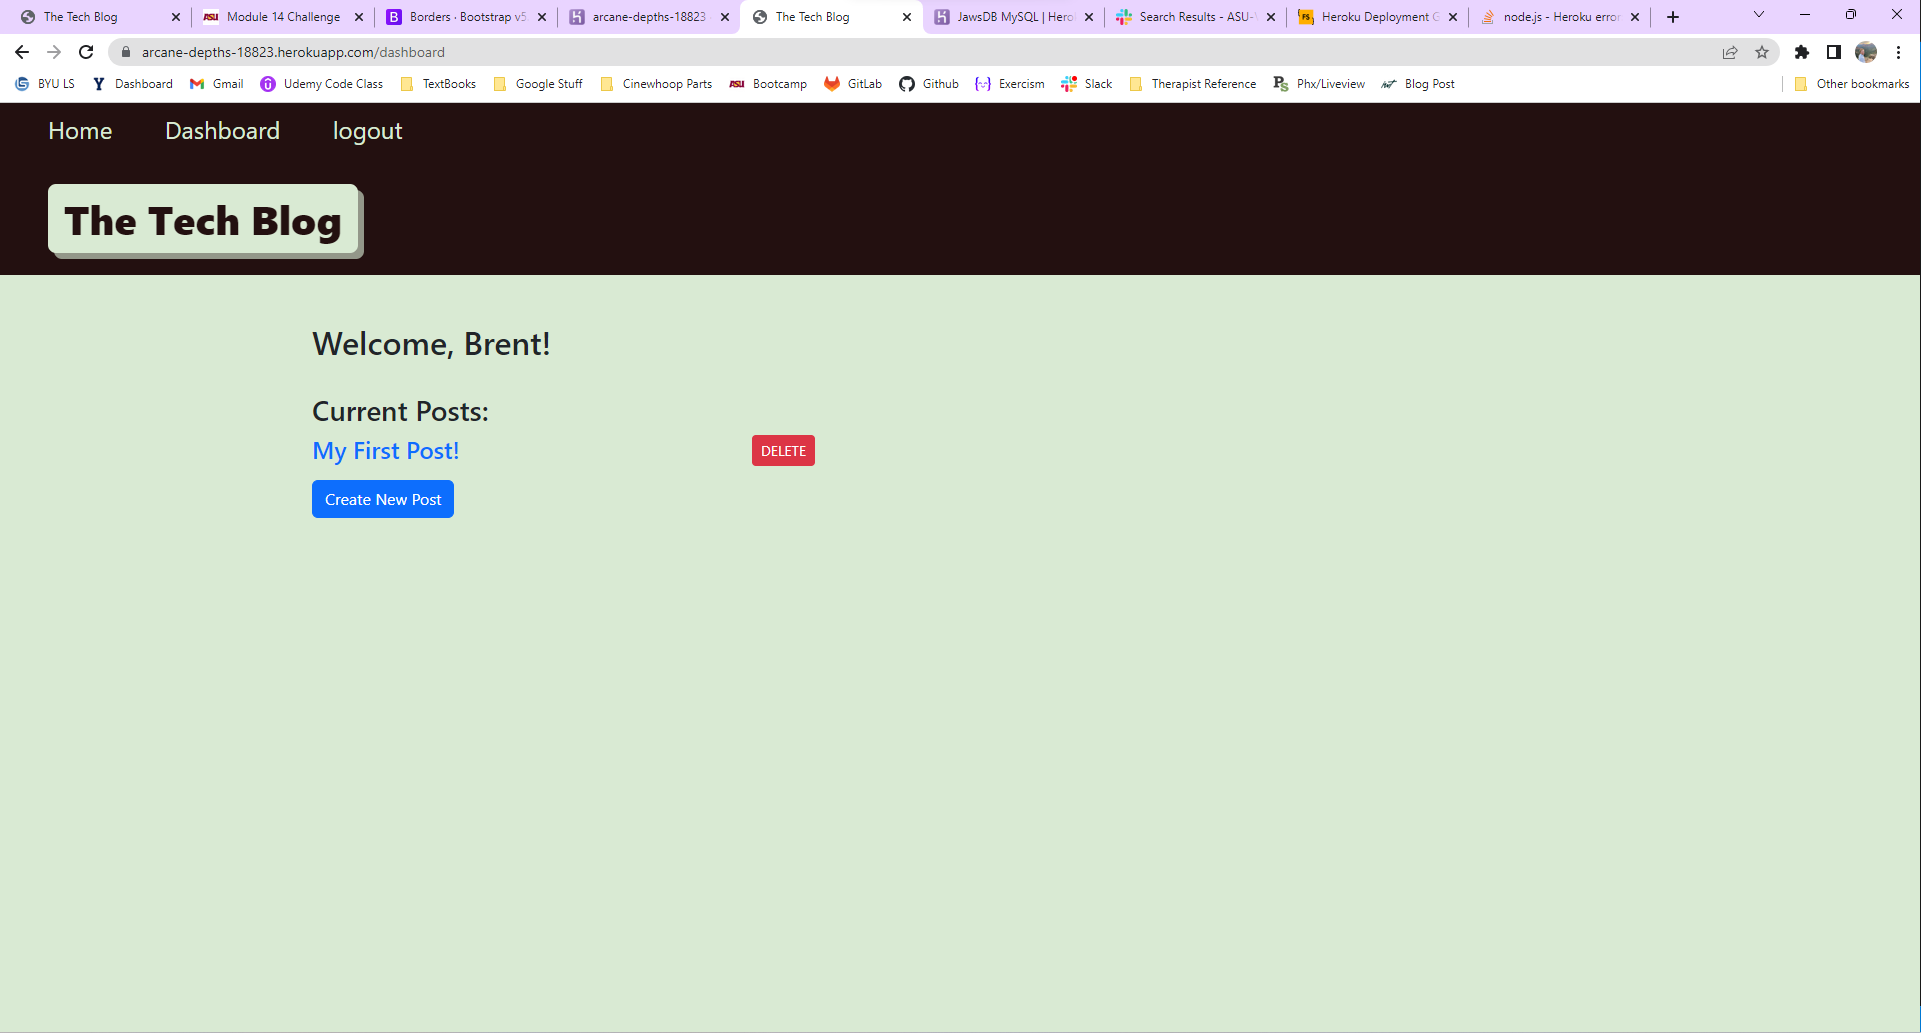 The Tech Blog Module 14 Challenge Borders · Bootstrap v5. arcane-depths-18823 The Tech Blog JawsDB MySQL | Hero Search Results - ASU- Heroku Deployment G node.js - Heroku error
arcane-depths-18823.herokuapp.com/dashboard
BYU LS Dashboard Gmail Udemy Code Class TextBooks Google Stuff Cinewhoop Parts ASU Bootcamp GitLab Github Exercism Slack Therapist Reference Phx/Liveview Blog Post Other bookmarks
Home Dashboard logout
The Tech Blog
Welcome, Brent!
Current Posts:
My First Post! DELETE
Create New Post